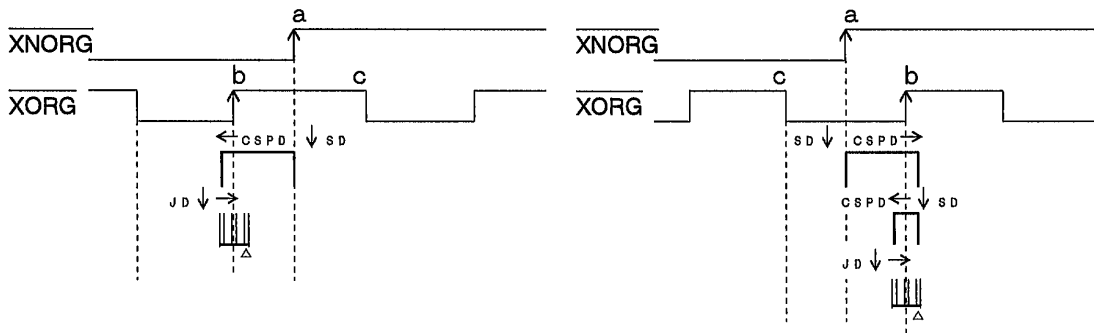 a
XNORG
b
c
XORG
← CSPD ↓ SD
JD ↓ →
△
a
XNORG
c
b
XORG
SD ↓ CSPD →
CSPD ← ↓ SD
JD ↓ →
△